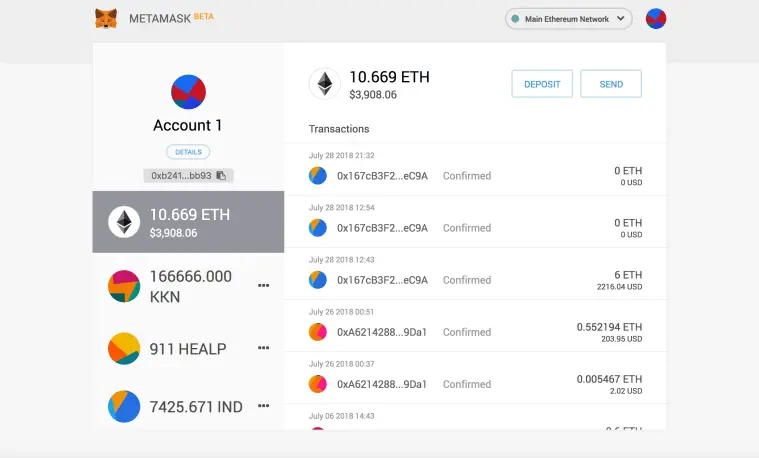 METAMASK BETA
Main Ethereum Network
Account 1
DETAILS
0xb241...bb93
10.669 ETH
$3,908.06
166666.000
KKN
911 HEALP
7425.671 IND
10.669 ETH
$3,908.06
DEPOSIT
SEND
Transactions
July 28 2018 21:32
0x167cB3F2...eC9A Confirmed 0 ETH
0 USD
July 28 2018 12:54
0x167cB3F2...eC9A Confirmed 0 ETH
0 USD
July 28 2018 12:43
0x167cB3F2...eC9A Confirmed 6 ETH
2216.04 USD
July 26 2018 00:51
0xA6214288...9Da1 Confirmed 0.552194 ETH
203.95 USD
July 26 2018 00:37
0xA6214288...9Da1 Confirmed 0.005467 ETH
2.02 USD
July 06 2018 14:43